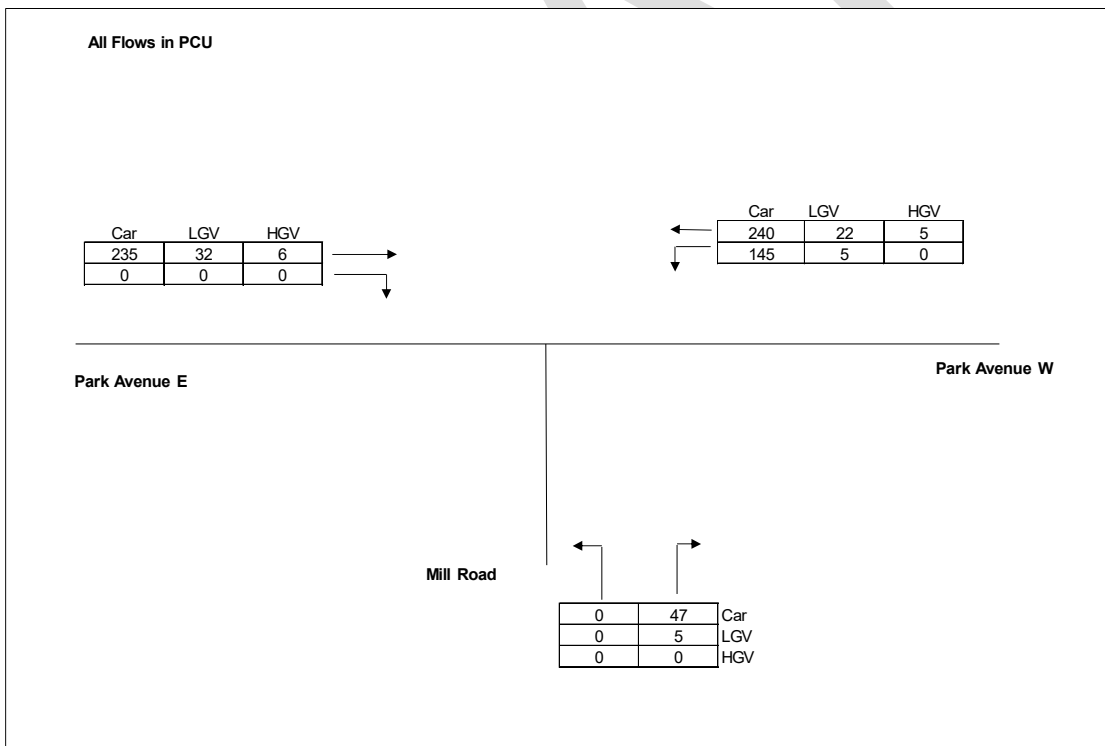 All Flows in PCU
Car LGV HGV
240 22 5
145 5 0
Car LGV HGV
235 32 6
0 0 0
Park Avenue W
Park Avenue E
Mill Road
0 47 Car
0 5 LGV
0 0 HGV